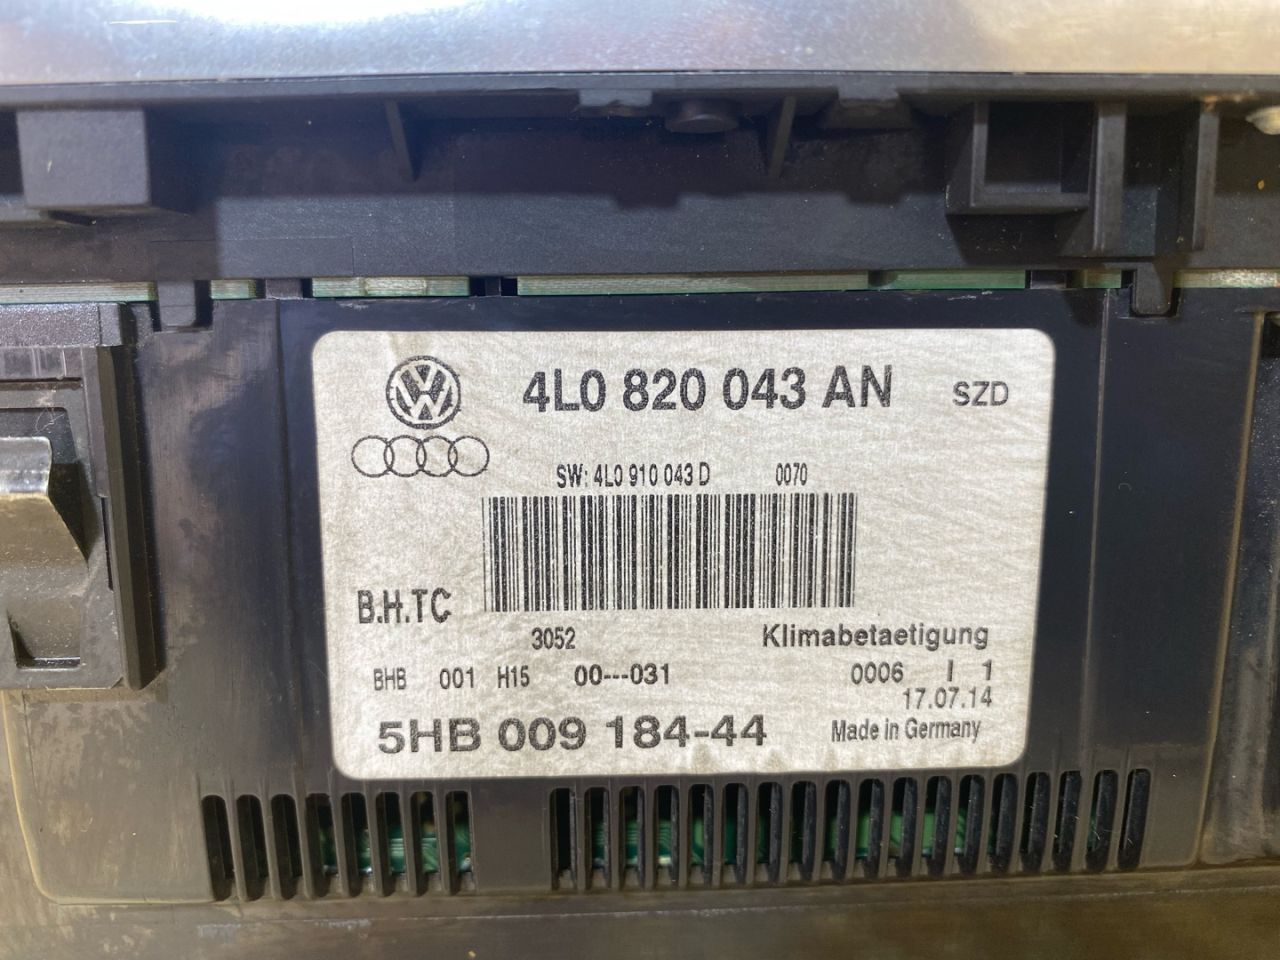 4L0 820 043 AN SZD
SW: 4L0 910 043 D 0070
B.H.TC
3052 Klimabetaetigung
BHB 001 H15 00---031 0006 I 1
17.07.14
5HB 009 184-44 Made in Germany